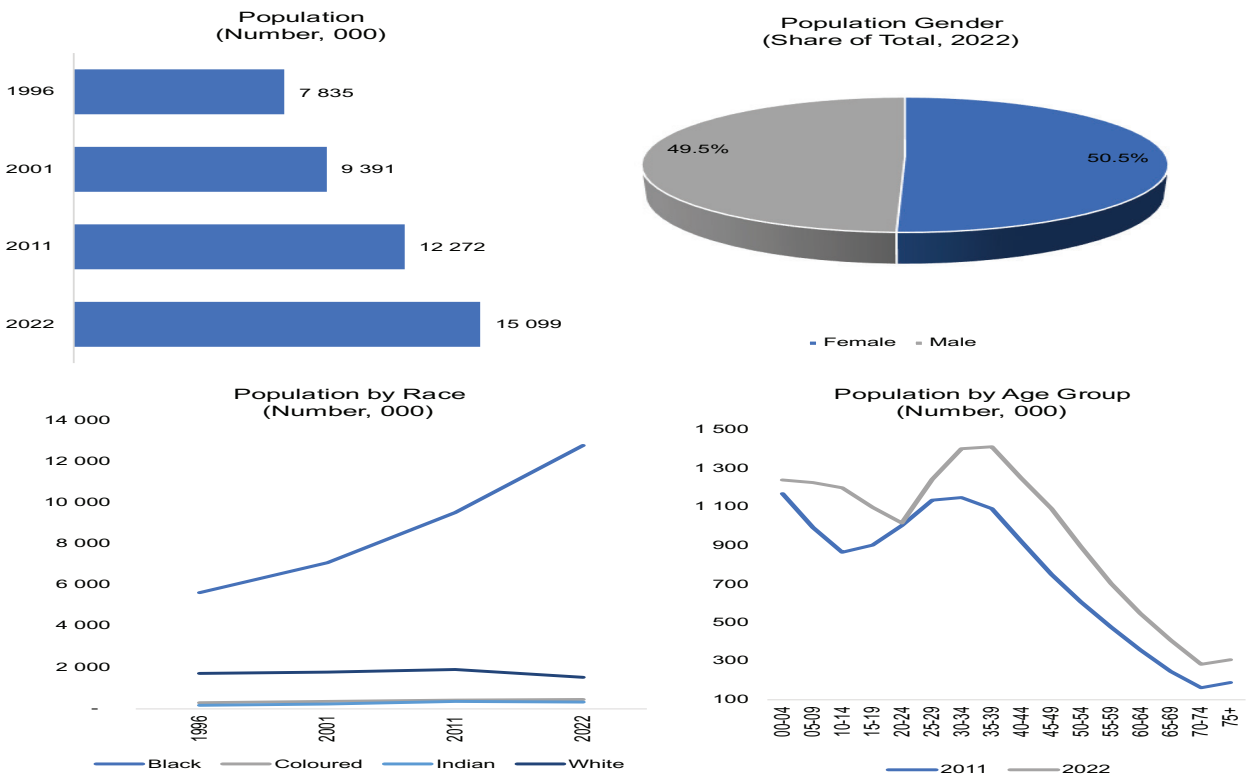 Population
(Number, 000)
1996
7 835
2001
9 391
2011
12 272
2022
15 099
Population Gender
(Share of Total, 2022)
49.5%
50.5%
Female Male
Population by Race
(Number, 000)
14 000
12 000
10 000
8 000
6 000
4 000
2 000
-
1996 2001 2011 2022
Black Coloured Indian White
Population by Age Group
(Number, 000)
1 500
1 300
1 100
900
700
500
300
100
00-04 05-09 10-14 15-19 20-24 25-29 30-34 35-39 40-44 45-49 50-54 55-59 60-64 65-69 70-74 75+
2011 2022